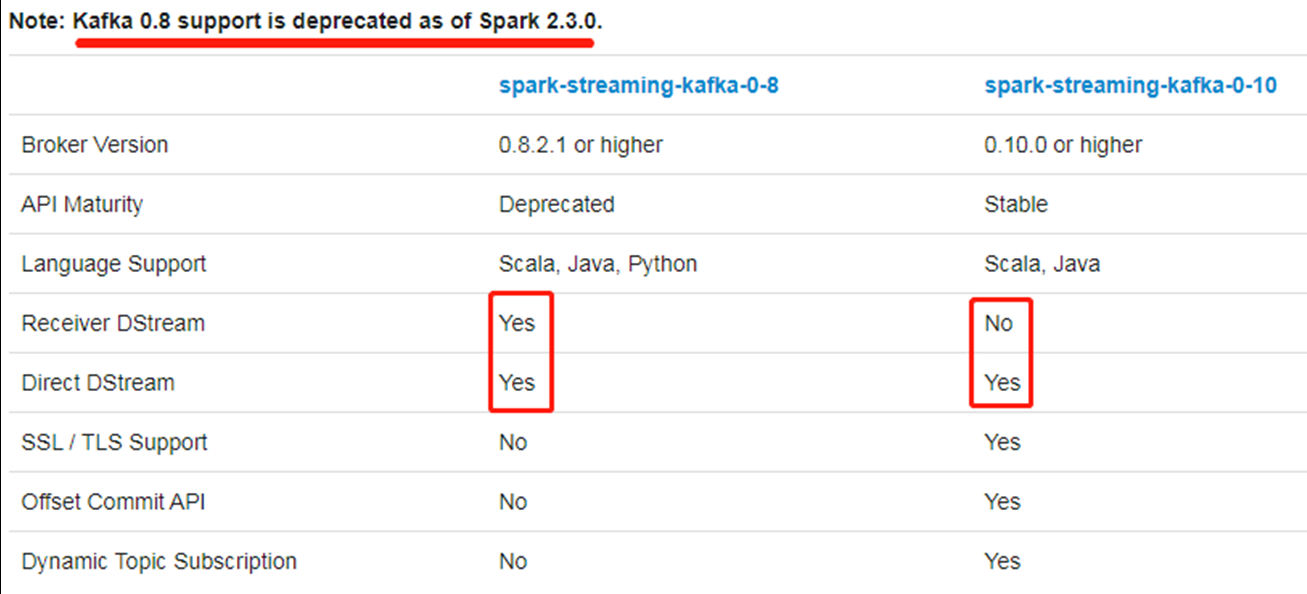 Note: Kafka 0.8 support is deprecated as of Spark 2.3.0.
spark-streaming-kafka-0-8 spark-streaming-kafka-0-10
Broker Version 0.8.2.1 or higher 0.10.0 or higher
API Maturity Deprecated Stable
Language Support Scala, Java, Python Scala, Java
Receiver DStream Yes No
Direct DStream Yes Yes
SSL / TLS Support No Yes
Offset Commit API No Yes
Dynamic Topic Subscription No Yes